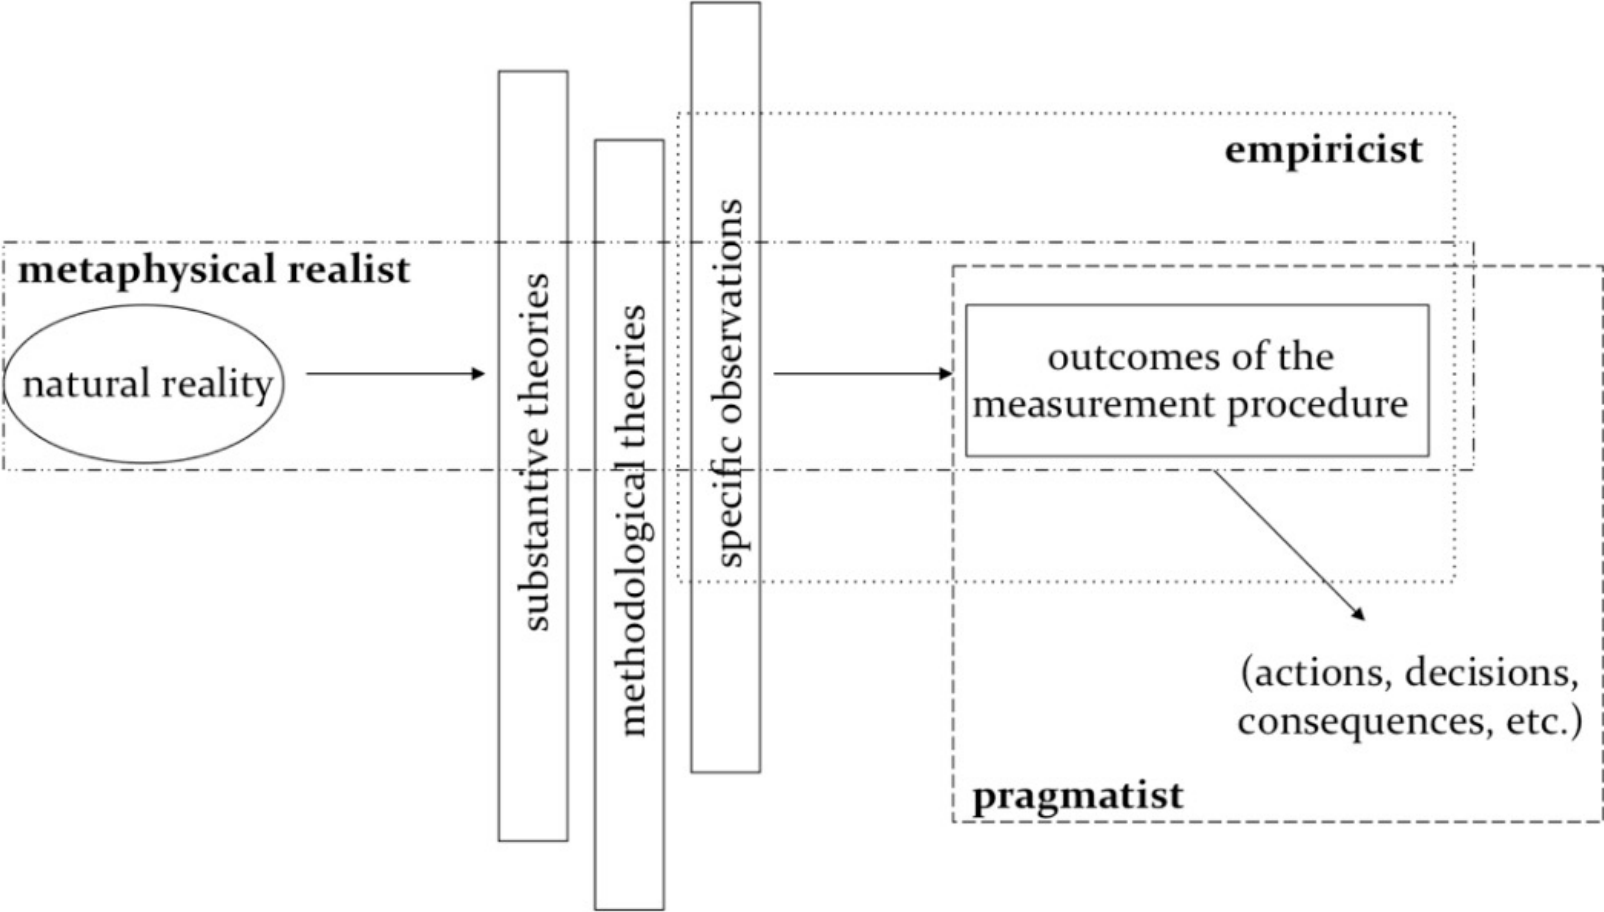 empiricist
metaphysical realist
natural reality
substantive theories
methodological theories
specific observations
outcomes of the
measurement procedure
(actions, decisions,
consequences, etc.)
pragmatist